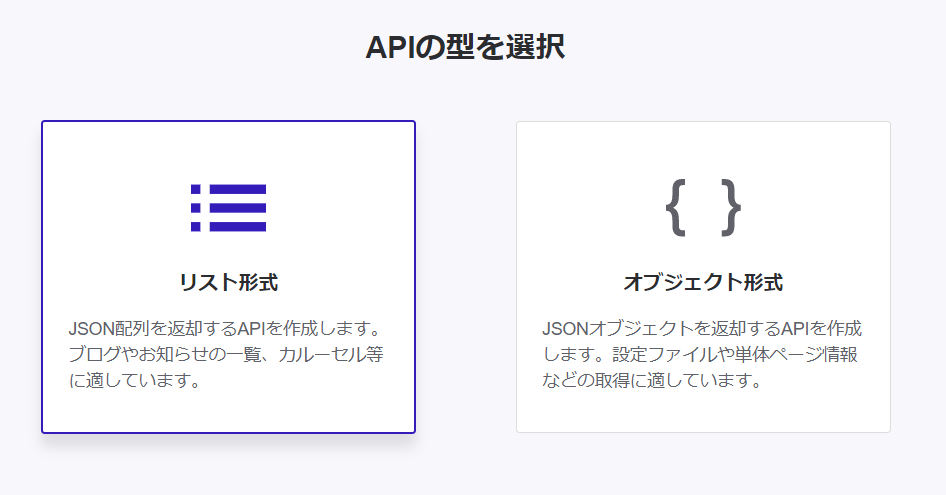 APIの型を選択
リスト形式
JSON配列を返却するAPIを作成します。
ブログやお知らせの一覧、カルーセル等
に適しています。
{ }
オブジェクト形式
JSONオブジェクトを返却するAPIを作成
します。設定ファイルや単体ページ情報
などの取得に適しています。